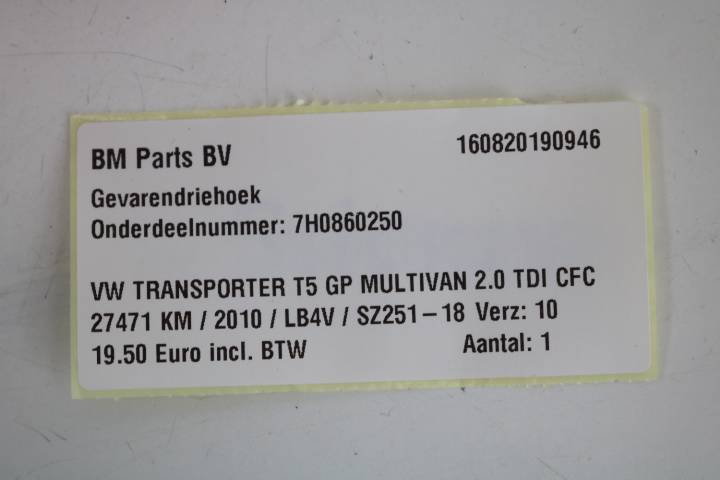 BM Parts BV 160820190946
Gevarendriehoek
Onderdeelnummer: 7H0860250
VW TRANSPORTER T5 GP MULTIVAN 2.0 TDI CFC
27471 KM / 2010 / LB4V / SZ251-18 Verz: 10
19.50 Euro incl. BTW Aantal: 1